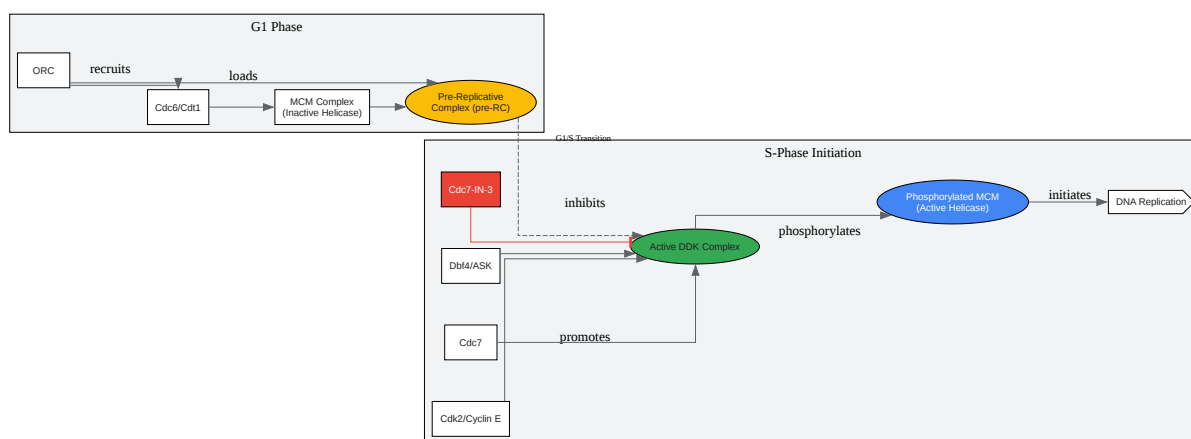 G1 Phase
ORC
recruits
loads
Cdc6/Cdt1
MCM Complex
(Inactive Helicase)
Pre-Replicative
Complex (pre-RC)
G1/S Transition
S-Phase Initiation
Cdc7-IN-3
inhibits
Phosphorylated MCM
(Active Helicase)
initiates
DNA Replication
phosphorylates
Active DDK Complex
Dbf4/ASK
Cdc7
promotes
Cdk2/Cyclin E